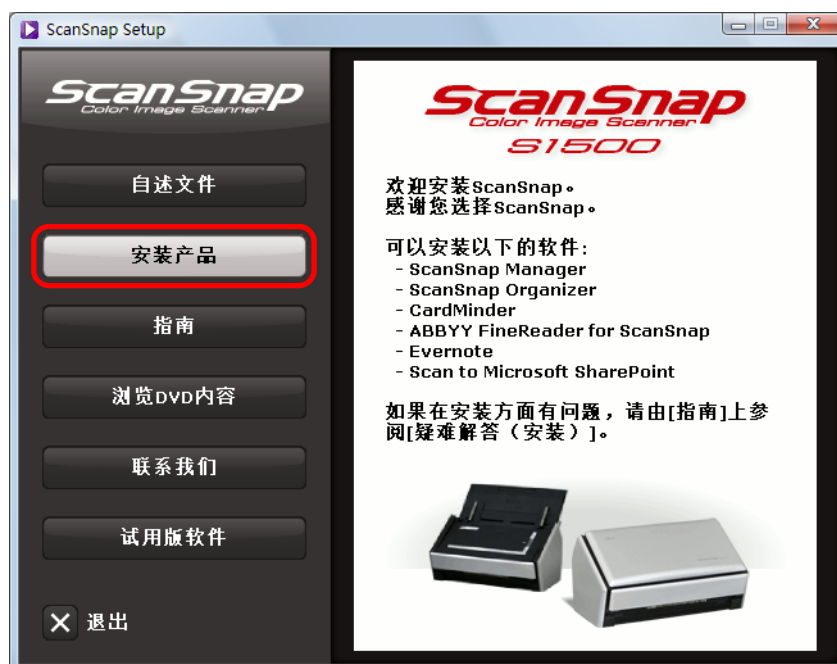 ScanSnap Setup
ScanSnap
Color Image Scanner
自述文件
安装产品
指南
浏览DVD内容
联系我们
试用版软件
退出
ScanSnap
Color Image Scanner
S1500
欢迎安装ScanSnap。
感谢您选择ScanSnap。
可以安装以下的软件:
- ScanSnap Manager
- ScanSnap Organizer
- CardMinder
- ABBYY FineReader for ScanSnap
- Evernote
- Scan to Microsoft SharePoint
如果在安装方面有问题，请由[指南]上参
阅[疑难解答（安装）]。